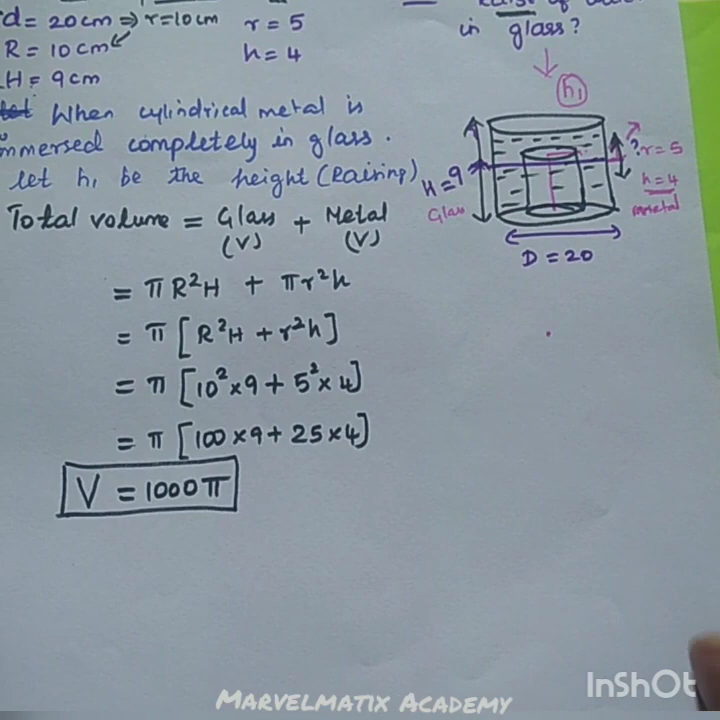 d = 20cm ⇒ r = 10cm
R = 10cm
H = 9cm
r = 5
h = 4
in glass?
h₁
When cylindrical metal is
mmersed completely in glass.
let h₁ be the height (Raising)
Total volume = Glass (V) + Metal (V)
= πR²H + πr²h
= π[R²H + r²h]
= π[10²×9 + 5²×4]
= π[100×9 + 25×4]
V = 1000π
H = 9
Glass
? r = 5
h = 4
metal
D = 20
InShOt
MARVELMATIX ACADEMY